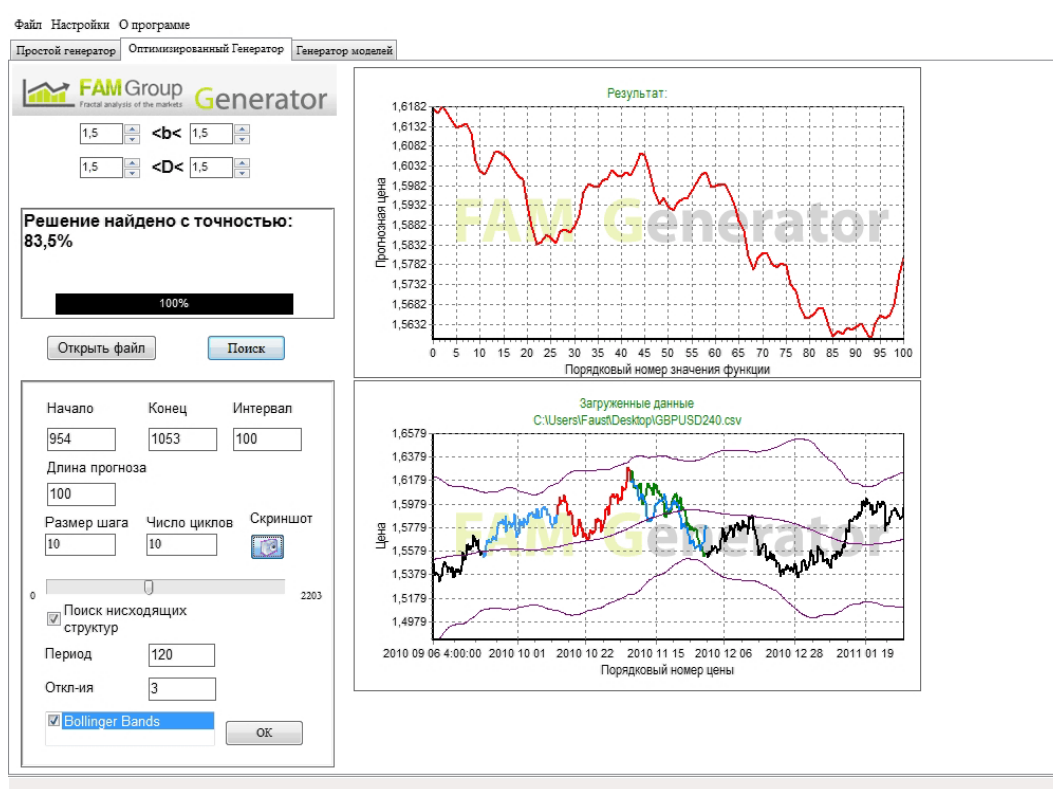 Файл Настройки О программе
Простой генератор Оптимизированный Генератор Генератор моделей
FAM Group Generator
Fractal analysis of the markets
1,5 <b< 1,5
1,5 <D< 1,5
Решение найдено с точностью:
83,5%
100%
Открыть файл Поиск
Начало Конец Интервал
954 1053 100
Длина прогноза
100
Размер шага Число циклов Скриншот
10 10
0 2203
Поиск нисходящих
структур
Период 120
Откл-ия 3
Bollinger Bands
ОК
Результат:
Прогнозная цена
1,6182
1,6132
1,6082
1,6032
1,5982
1,5932
1,5882
1,5832
1,5782
1,5732
1,5682
1,5632
FAM Generator
0 5 10 15 20 25 30 35 40 45 50 55 60 65 70 75 80 85 90 95 100
Порядковый номер значения функции
Загруженные данные
C:\Users\Faust\Desktop\GBPUSD240.csv
Цена
1,6579
1,6379
1,6179
1,5979
1,5779
1,5579
1,5379
1,5179
1,4979
FAM Generator
2010 09 06 4:00:00 2010 10 01 2010 10 22 2010 11 15 2010 12 06 2010 12 28 2011 01 19
Порядковый номер цены